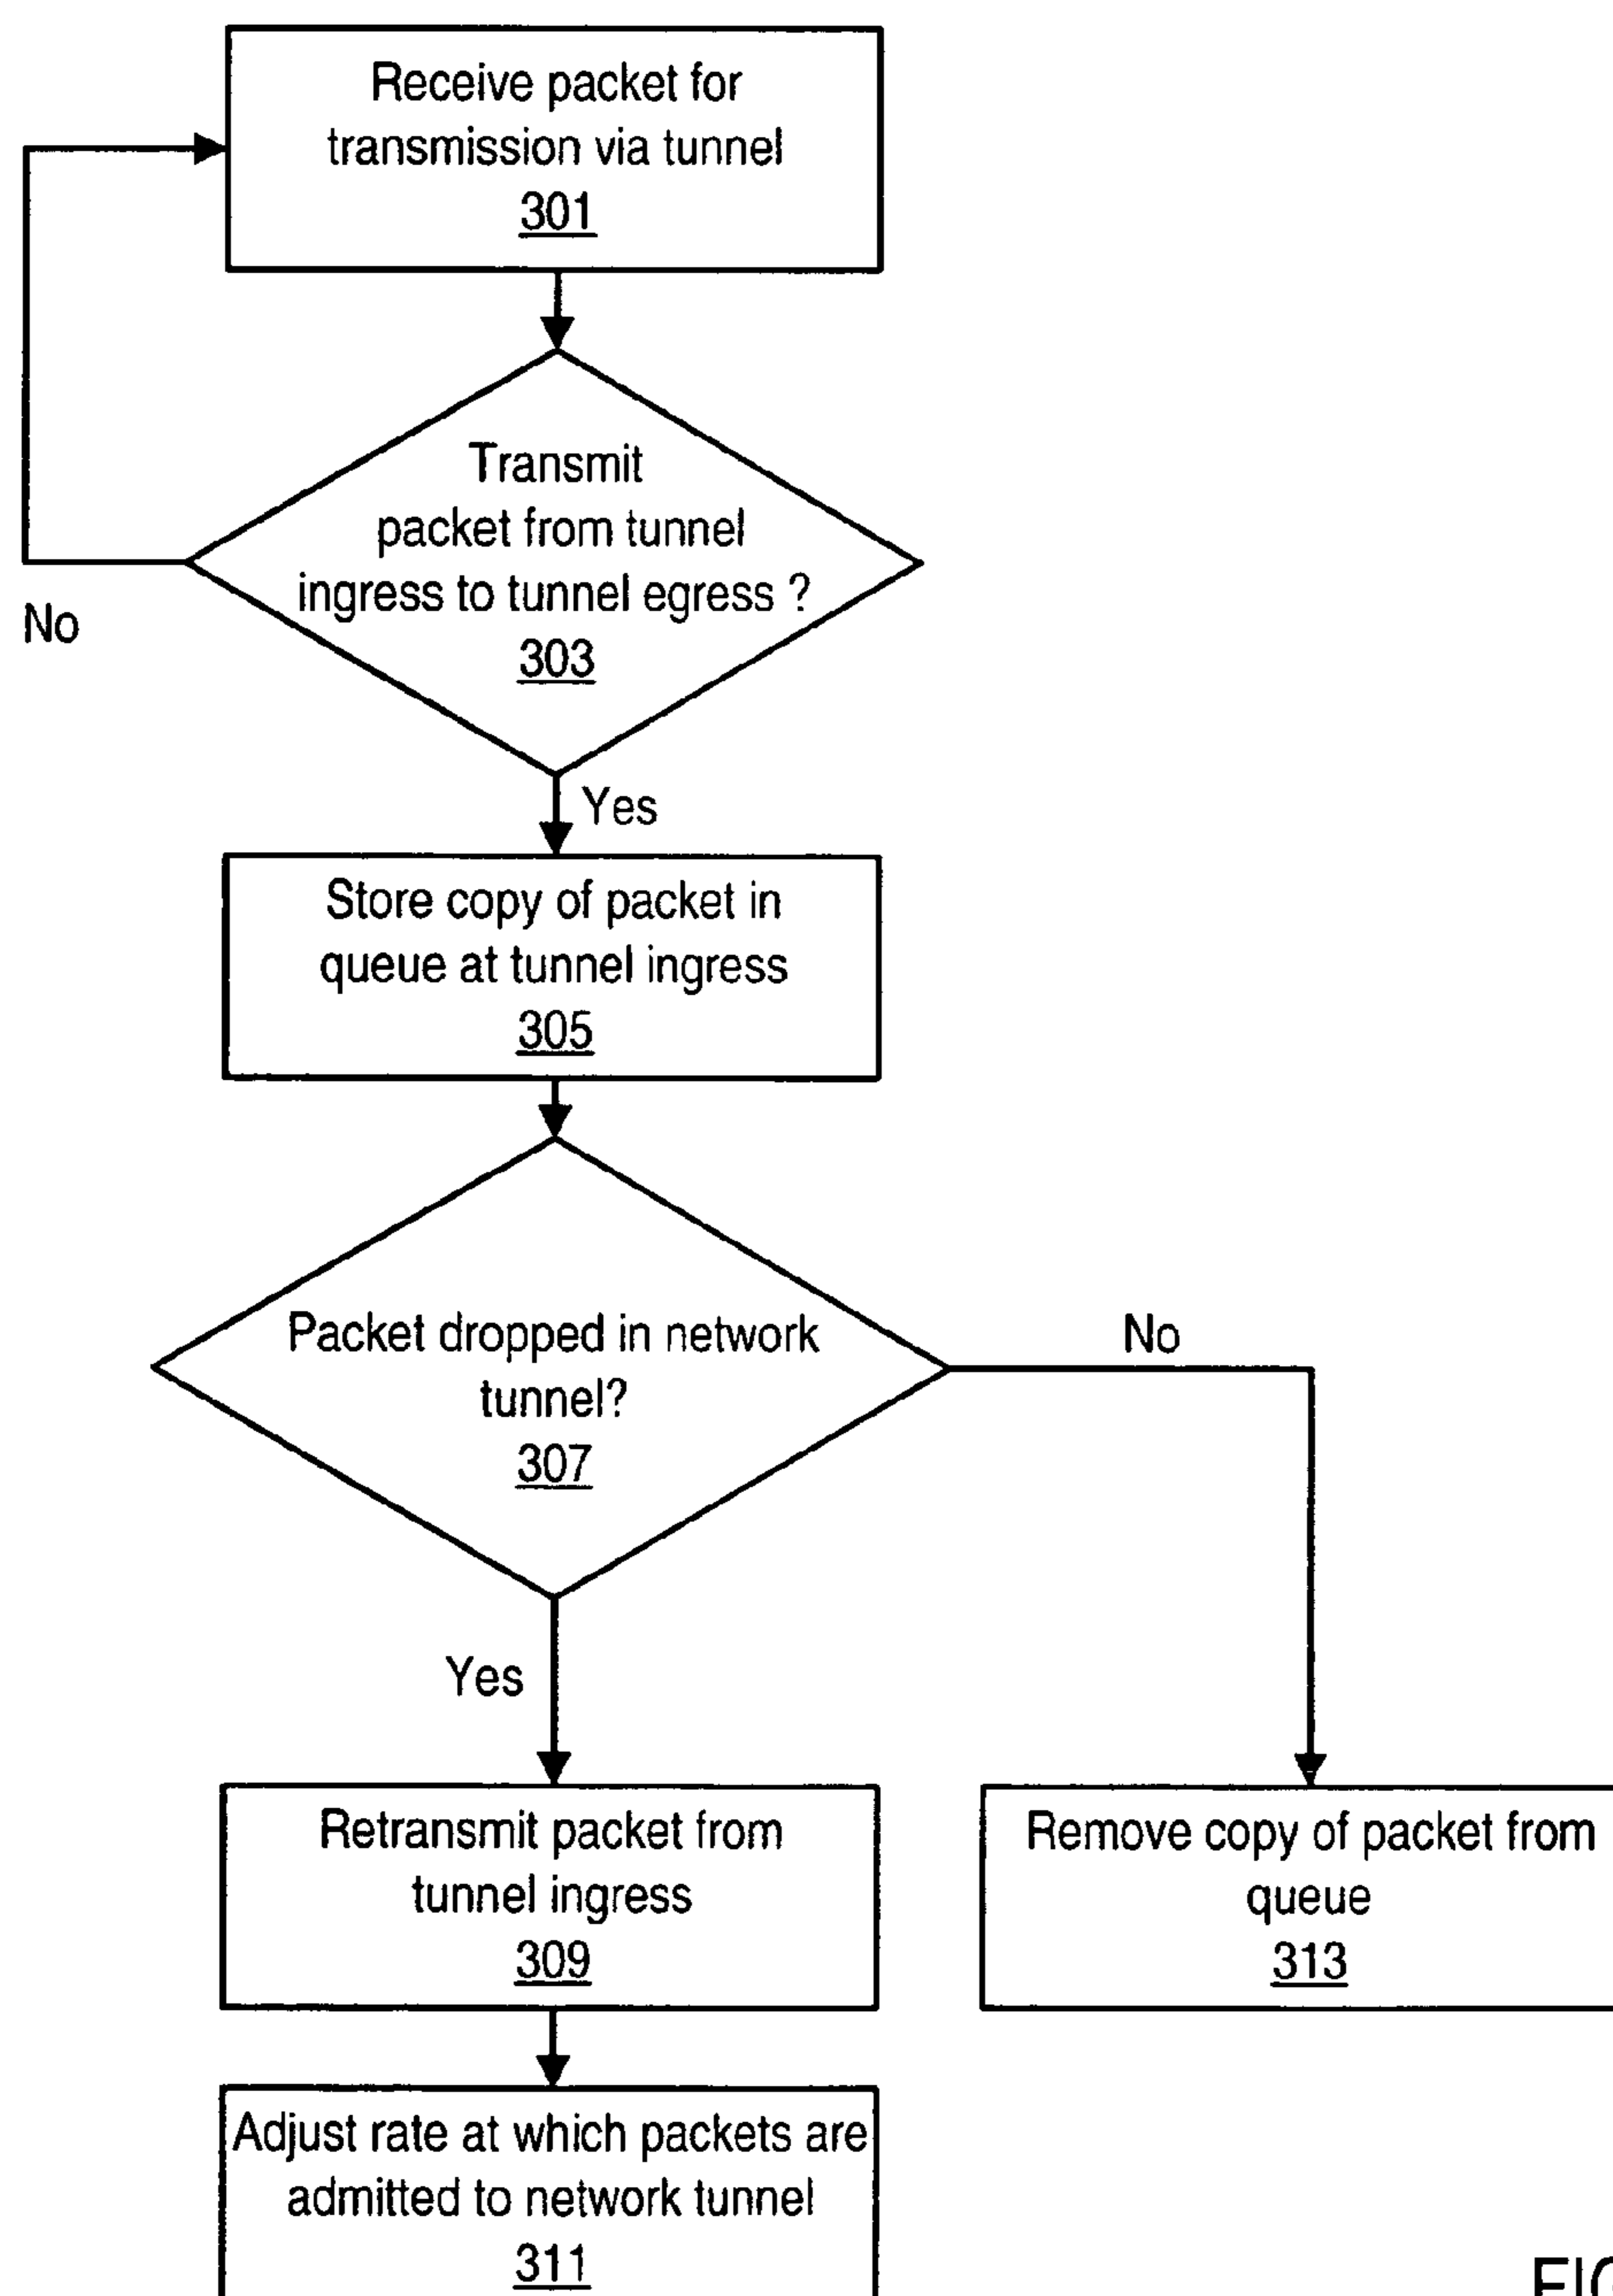 Receive packet for
transmission via tunnel
301
Transmit
packet from tunnel
ingress to tunnel egress ?
303
No
Yes
Store copy of packet in
queue at tunnel ingress
305
Packet dropped in network
tunnel?
307
No
Yes
Retransmit packet from
tunnel ingress
309
Remove copy of packet from
queue
313
Adjust rate at which packets are
admitted to network tunnel
311